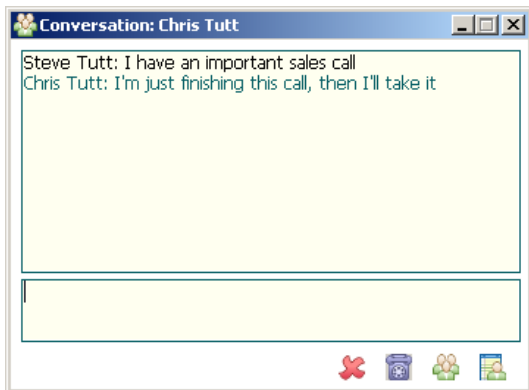 Conversation: Chris Tutt
Steve Tutt: I have an important sales call
Chris Tutt: I'm just finishing this call, then I'll take it